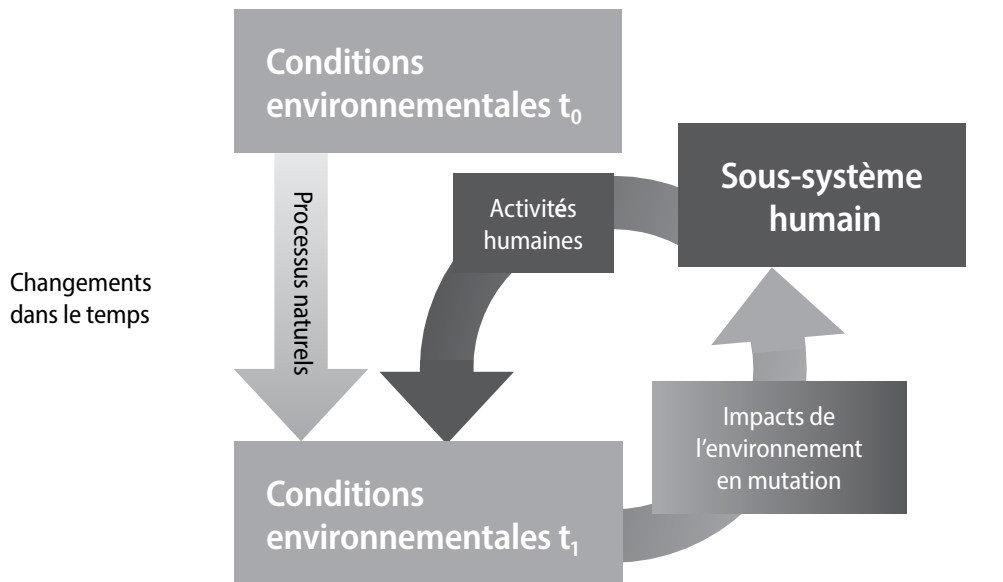 Conditions
environnementales t₀
Sous-système
humain
Activités
humaines
Processus naturels
Changements
dans le temps
Impacts de
l'environnement
en mutation
Conditions
environnementales t₁